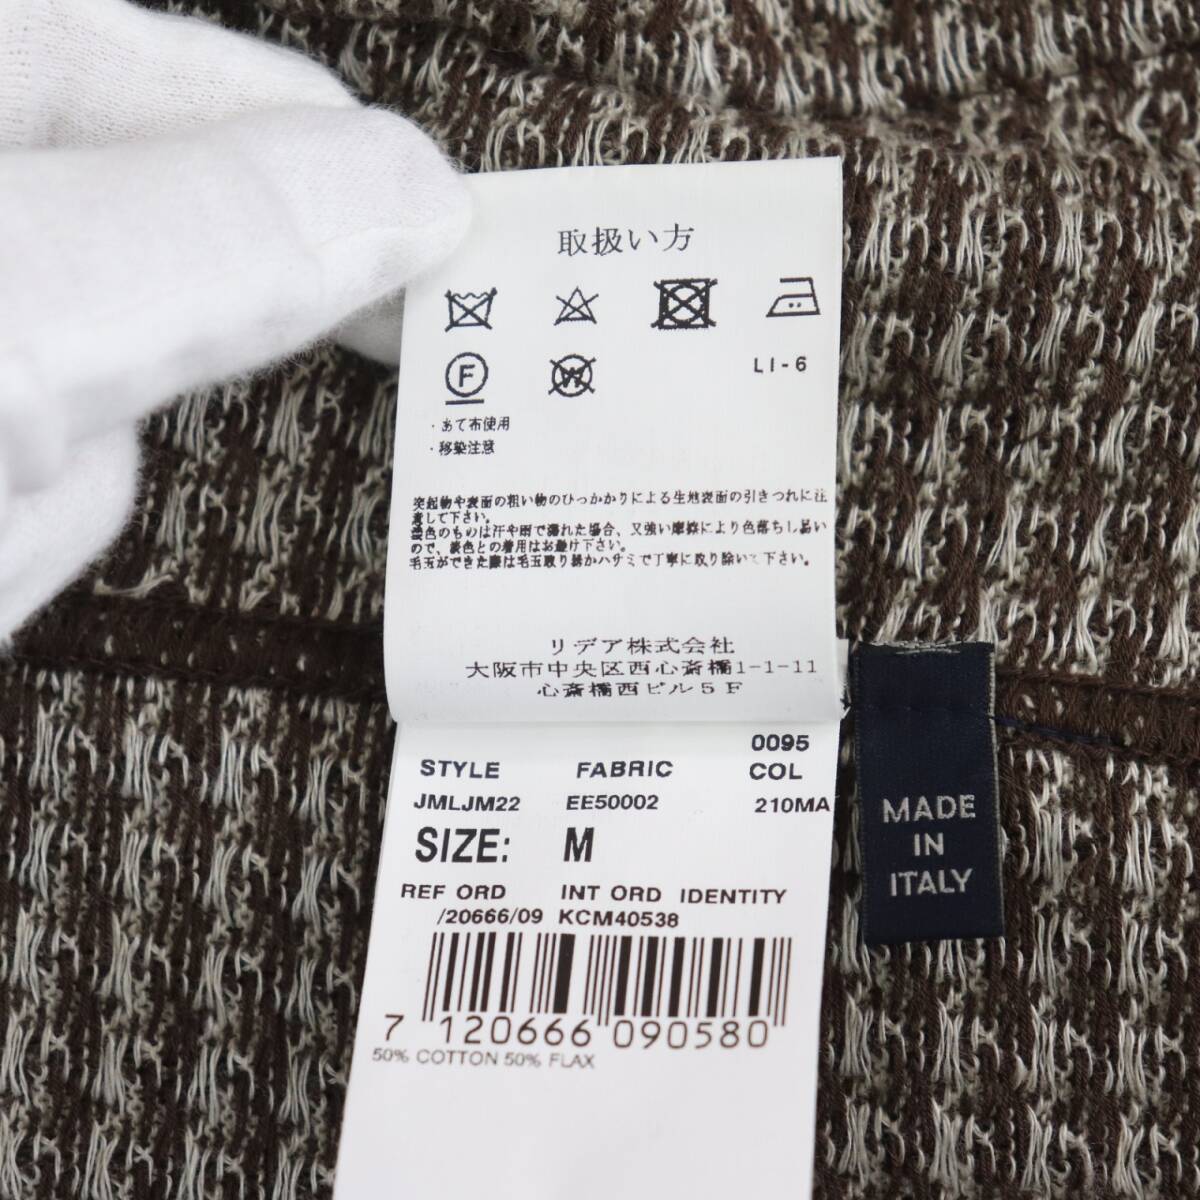 取扱い方
F W LI-6
・あて布使用
・移染注意
突起物や表面の粗い物のひっかかりによる生地表面の引きつれに注
意して下さい。
濃色のものは汗や雨で濡れた場合、又強い摩擦により色落ちし易い
ので、淡色との着用はお避け下さい。
毛玉ができた際は毛玉取り器かハサミで丁寧に取り除いて下さい。
リデア株式会社
大阪市中央区西心斎橋1-1-11
心斎橋西ビル5F
0095
STYLE FABRIC COL
JMLJM22 EE50002 210MA
SIZE: M
REF ORD INT ORD IDENTITY
/20666/09 KCM40538
7 120666 090580
50% COTTON 50% FLAX
MADE
IN
ITALY